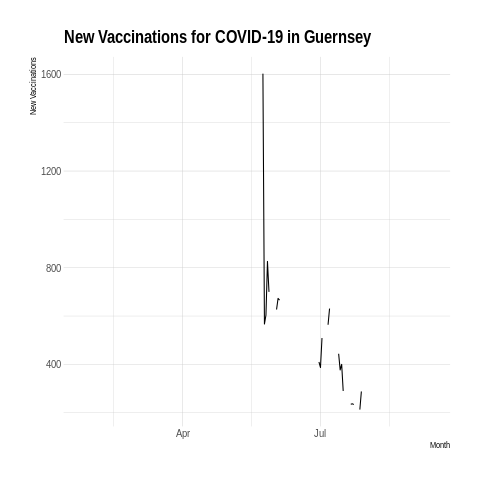 New Vaccinations for COVID-19 in Guernsey
New Vaccinations
1600
1200
800
400
Apr
Jul
Month